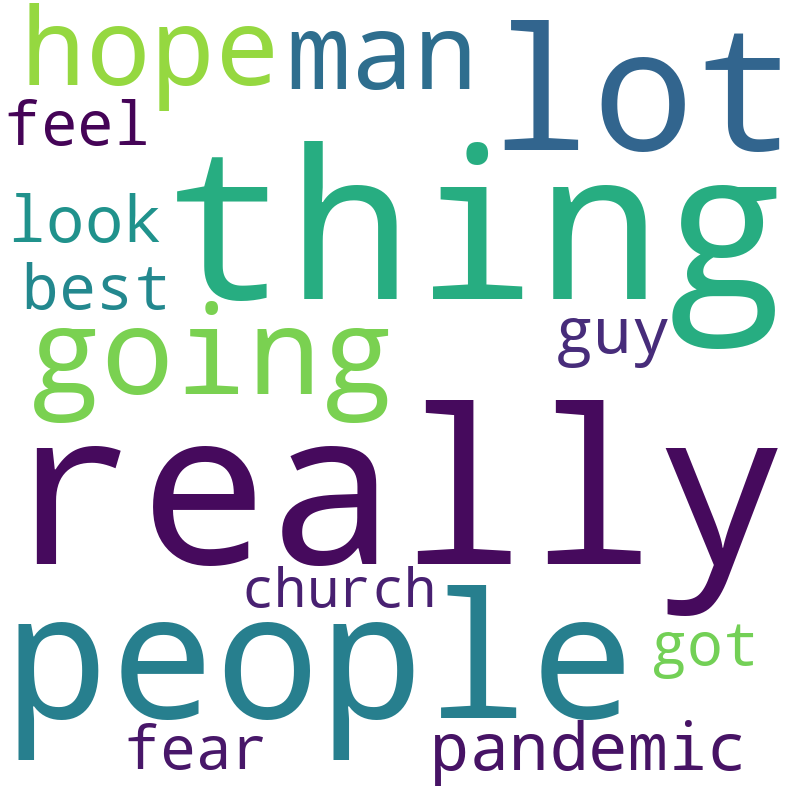 hope man lot
feel
thing
look
best
going guy
really
church
people got
fear pandemic